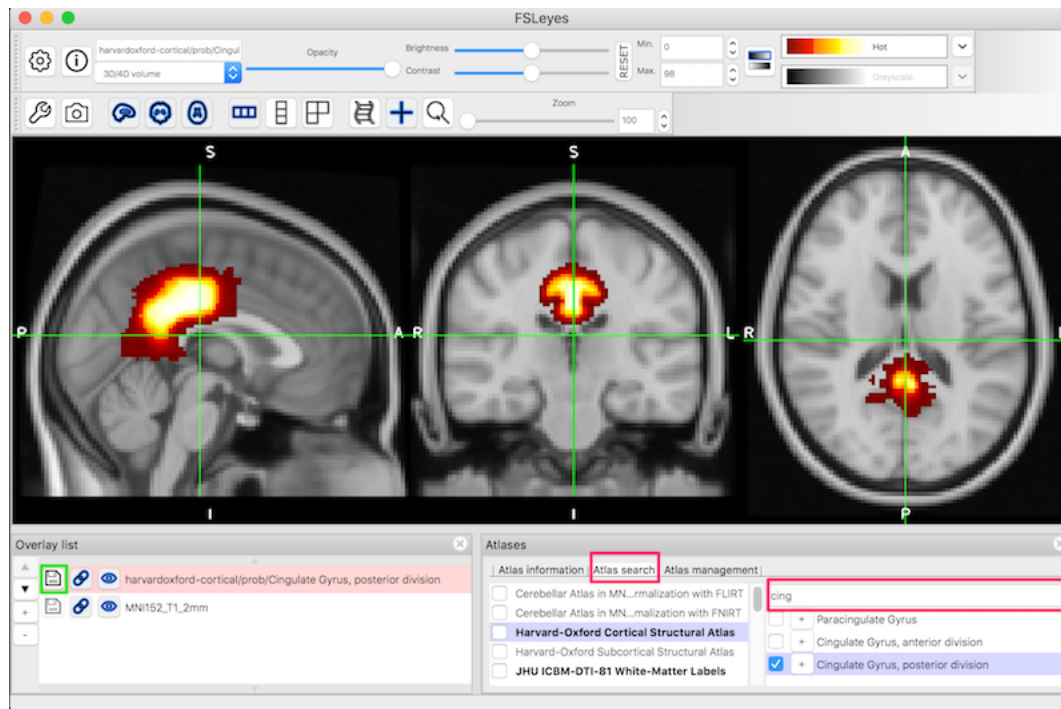 FSLeyes
harvardoxford-cortical/prob/Cingul
3D/4D volume
Opacity
Brightness
Contrast
RESET
Min. 0
Max. 98
Hot
Greyscale
Zoom
100
S S A
P A R L R
I I P
Overlay list
harvardoxford-cortical/prob/Cingulate Gyrus, posterior division
MNI152_T1_2mm
Atlases
Atlas information Atlas search Atlas management
Cerebellar Atlas in MN...rmalization with FLIRT
Cerebellar Atlas in MN...malization with FNIRT
Harvard-Oxford Cortical Structural Atlas
Harvard-Oxford Subcortical Structural Atlas
JHU ICBM-DTI-81 White-Matter Labels
cing
Paracingulate Gyrus
Cingulate Gyrus, anterior division
Cingulate Gyrus, posterior division